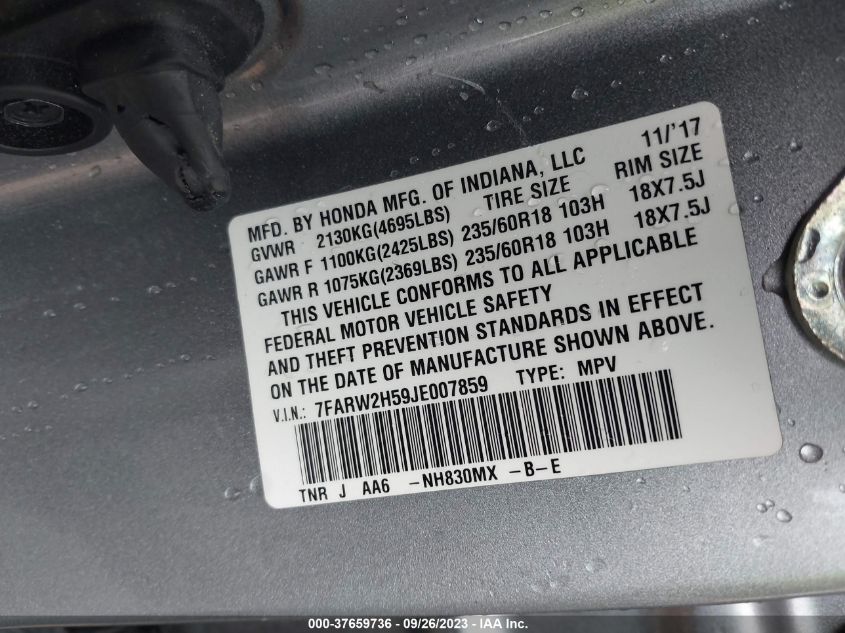 MFD. BY HONDA MFG. OF INDIANA, LLC 11/'17
GVWR 2130KG(4695LBS) TIRE SIZE RIM SIZE
GAWR F 1100KG(2425LBS) 235/60R18 103H 18X7.5J
GAWR R 1075KG(2369LBS) 235/60R18 103H 18X7.5J
THIS VEHICLE CONFORMS TO ALL APPLICABLE
FEDERAL MOTOR VEHICLE SAFETY
AND THEFT PREVENTION STANDARDS IN EFFECT
ON THE DATE OF MANUFACTURE SHOWN ABOVE.
V.I.N.: 7FARW2H59JE007859 TYPE: MPV
TNR J AA6 -NH830MX -B-E
000-37659736 - 09/26/2023 - IAA Inc.